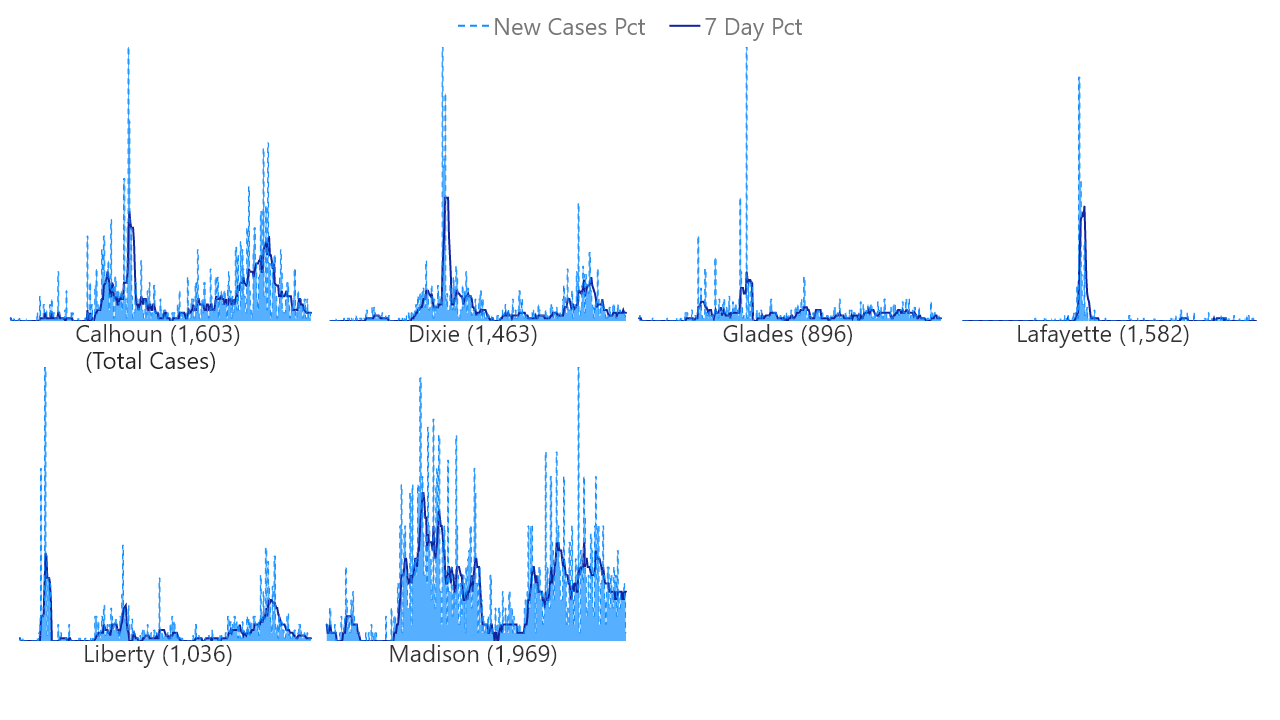 New Cases Pct 7 Day Pct
Calhoun (1,603) Dixie (1,463) Glades (896) Lafayette (1,582)
(Total Cases)
Liberty (1,036) Madison (1,969)